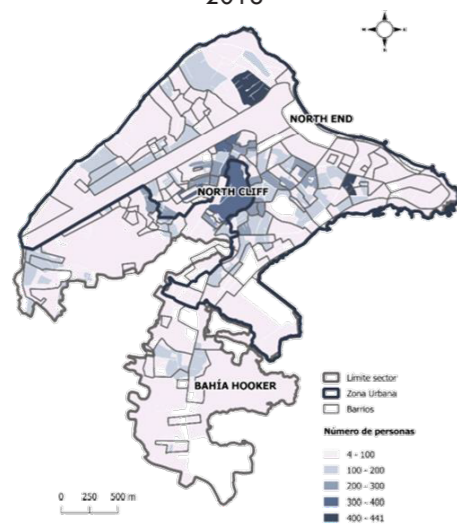 2018
NORTH END
NORTH CLIFF
BAHÍA HOOKER
Límite sector
Zona Urbana
Barrios
Número de personas
4 - 100
100 - 200
200 - 300
300 - 400
400 - 441
0 250 500 m